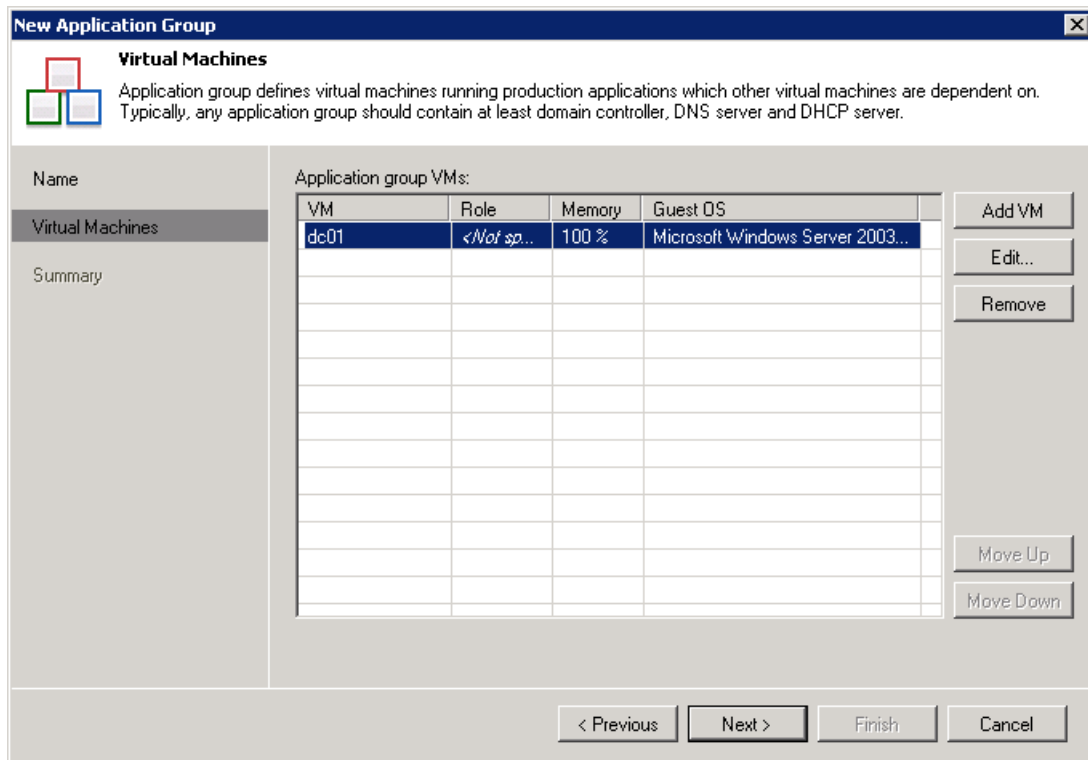 New Application Group
Virtual Machines
Application group defines virtual machines running production applications which other virtual machines are dependent on.
Typically, any application group should contain at least domain controller, DNS server and DHCP server.
Name
Virtual Machines
Summary
Application group VMs:
VM Role Memory Guest OS
dc01 <Not sp... 100 % Microsoft Windows Server 2003...
Add VM
Edit...
Remove
Move Up
Move Down
< Previous Next > Finish Cancel